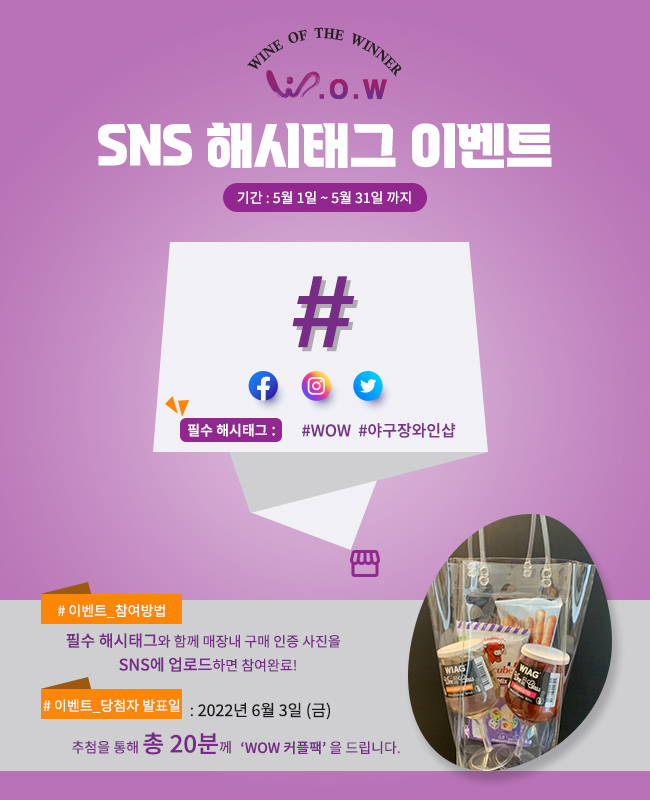 WINE OF THE WINNER
W.O.W
SNS 해시태그 이벤트
기간 : 5월 1일 ~ 5월 31일 까지
#
필수 해시태그 : #WOW #야구장와인샵
# 이벤트_참여방법
필수 해시태그와 함께 매장내 구매 인증 사진을
SNS에 업로드하면 참여완료!
# 이벤트_당첨자 발표일 : 2022년 6월 3일 (금)
추첨을 통해 총 20분께 ‘WOW 커플팩’ 을 드립니다.
WIAG
WIAG